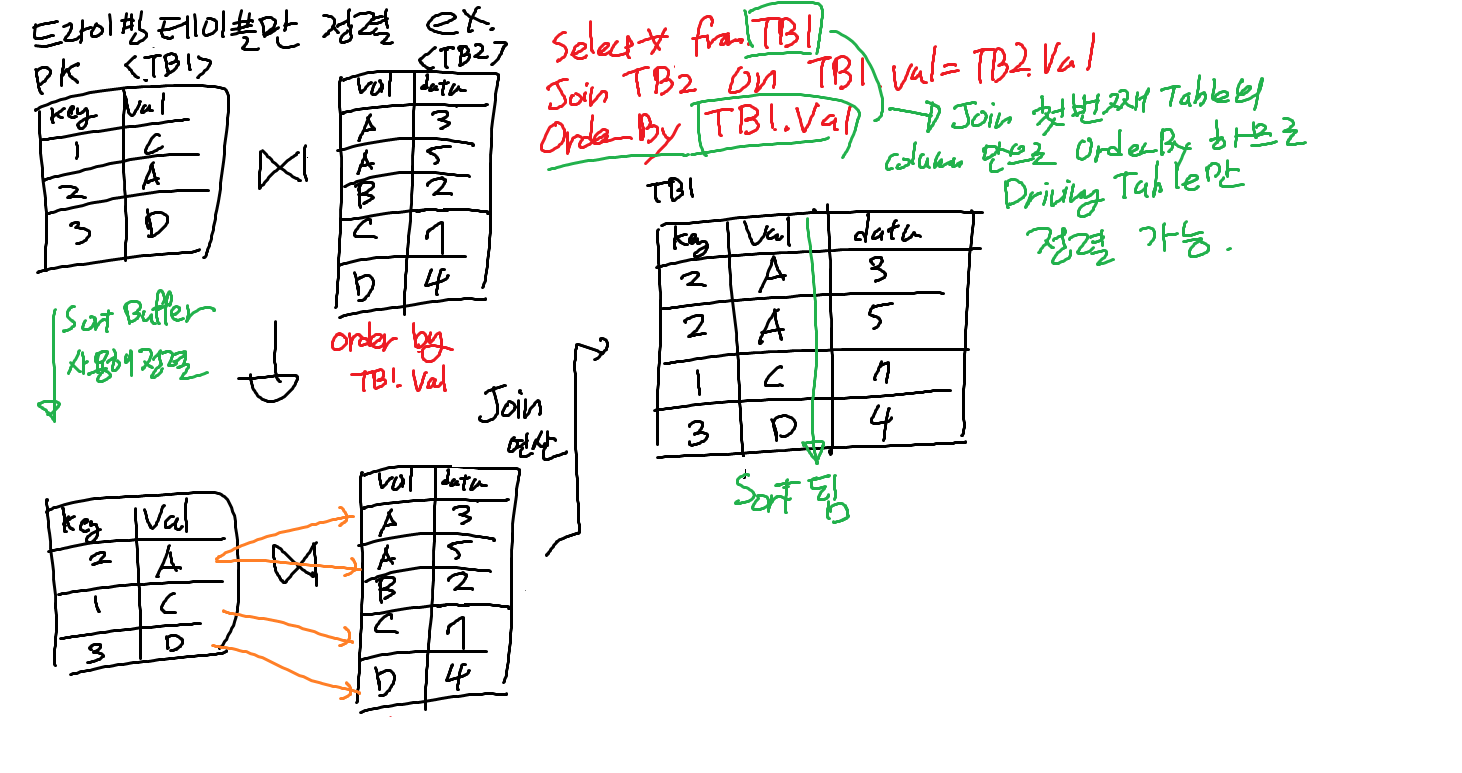 드라이빙 테이블만 정렬 ex.
PK <TB1> <TB2>
key Val
1 C
2 A
3 D
Val data
A 3
A 5
B 2
C 7
D 4
Select * from TB1
Join TB2 on TB1 val = TB2.Val
Order By TB1.Val
→ Join 첫번째 Table의
column 만으로 Order By 하므로
Driving Table만
정렬 가능.
Sort Buffer
사용해 정렬
order by
TB1.Val
Join
연산
TB1
key Val data
2 A 3
2 A 5
1 C 7
3 D 4
Sort 됨
key Val
2 A
1 C
3 D
Val data
A 3
A 5
B 2
C 7
D 4